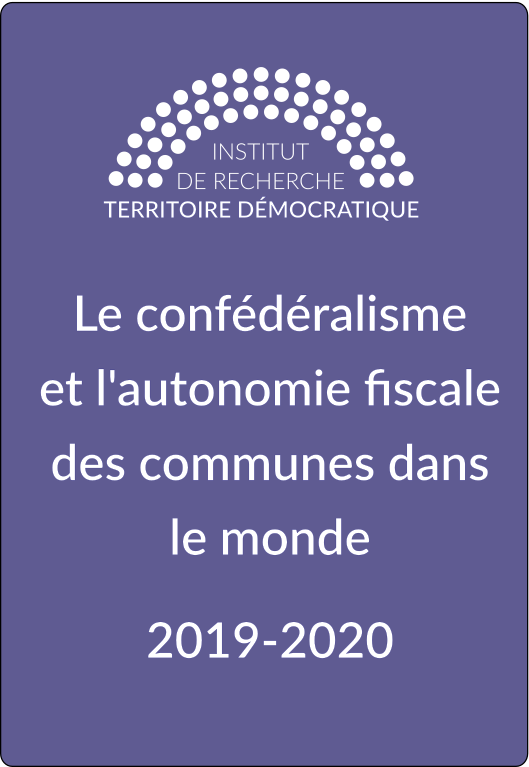 INSTITUT
DE RECHERCHE
TERRITOIRE DÉMOCRATIQUE
Le confédéralisme
et l'autonomie fiscale
des communes dans
le monde
2019-2020